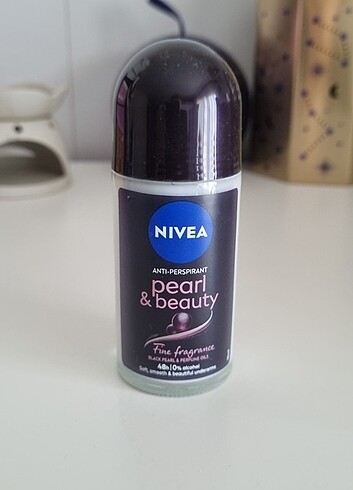 NIVEA
ANTI-PERSPIRANT
pearl
& beauty
Fine fragrance
BLACK PEARL & PERFUME OILS
48h | 0% alcohol
Soft, smooth & beautiful underarms